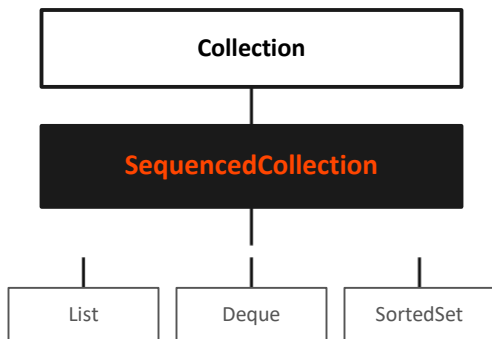 Collection
SequencedCollection
List
Deque
SortedSet